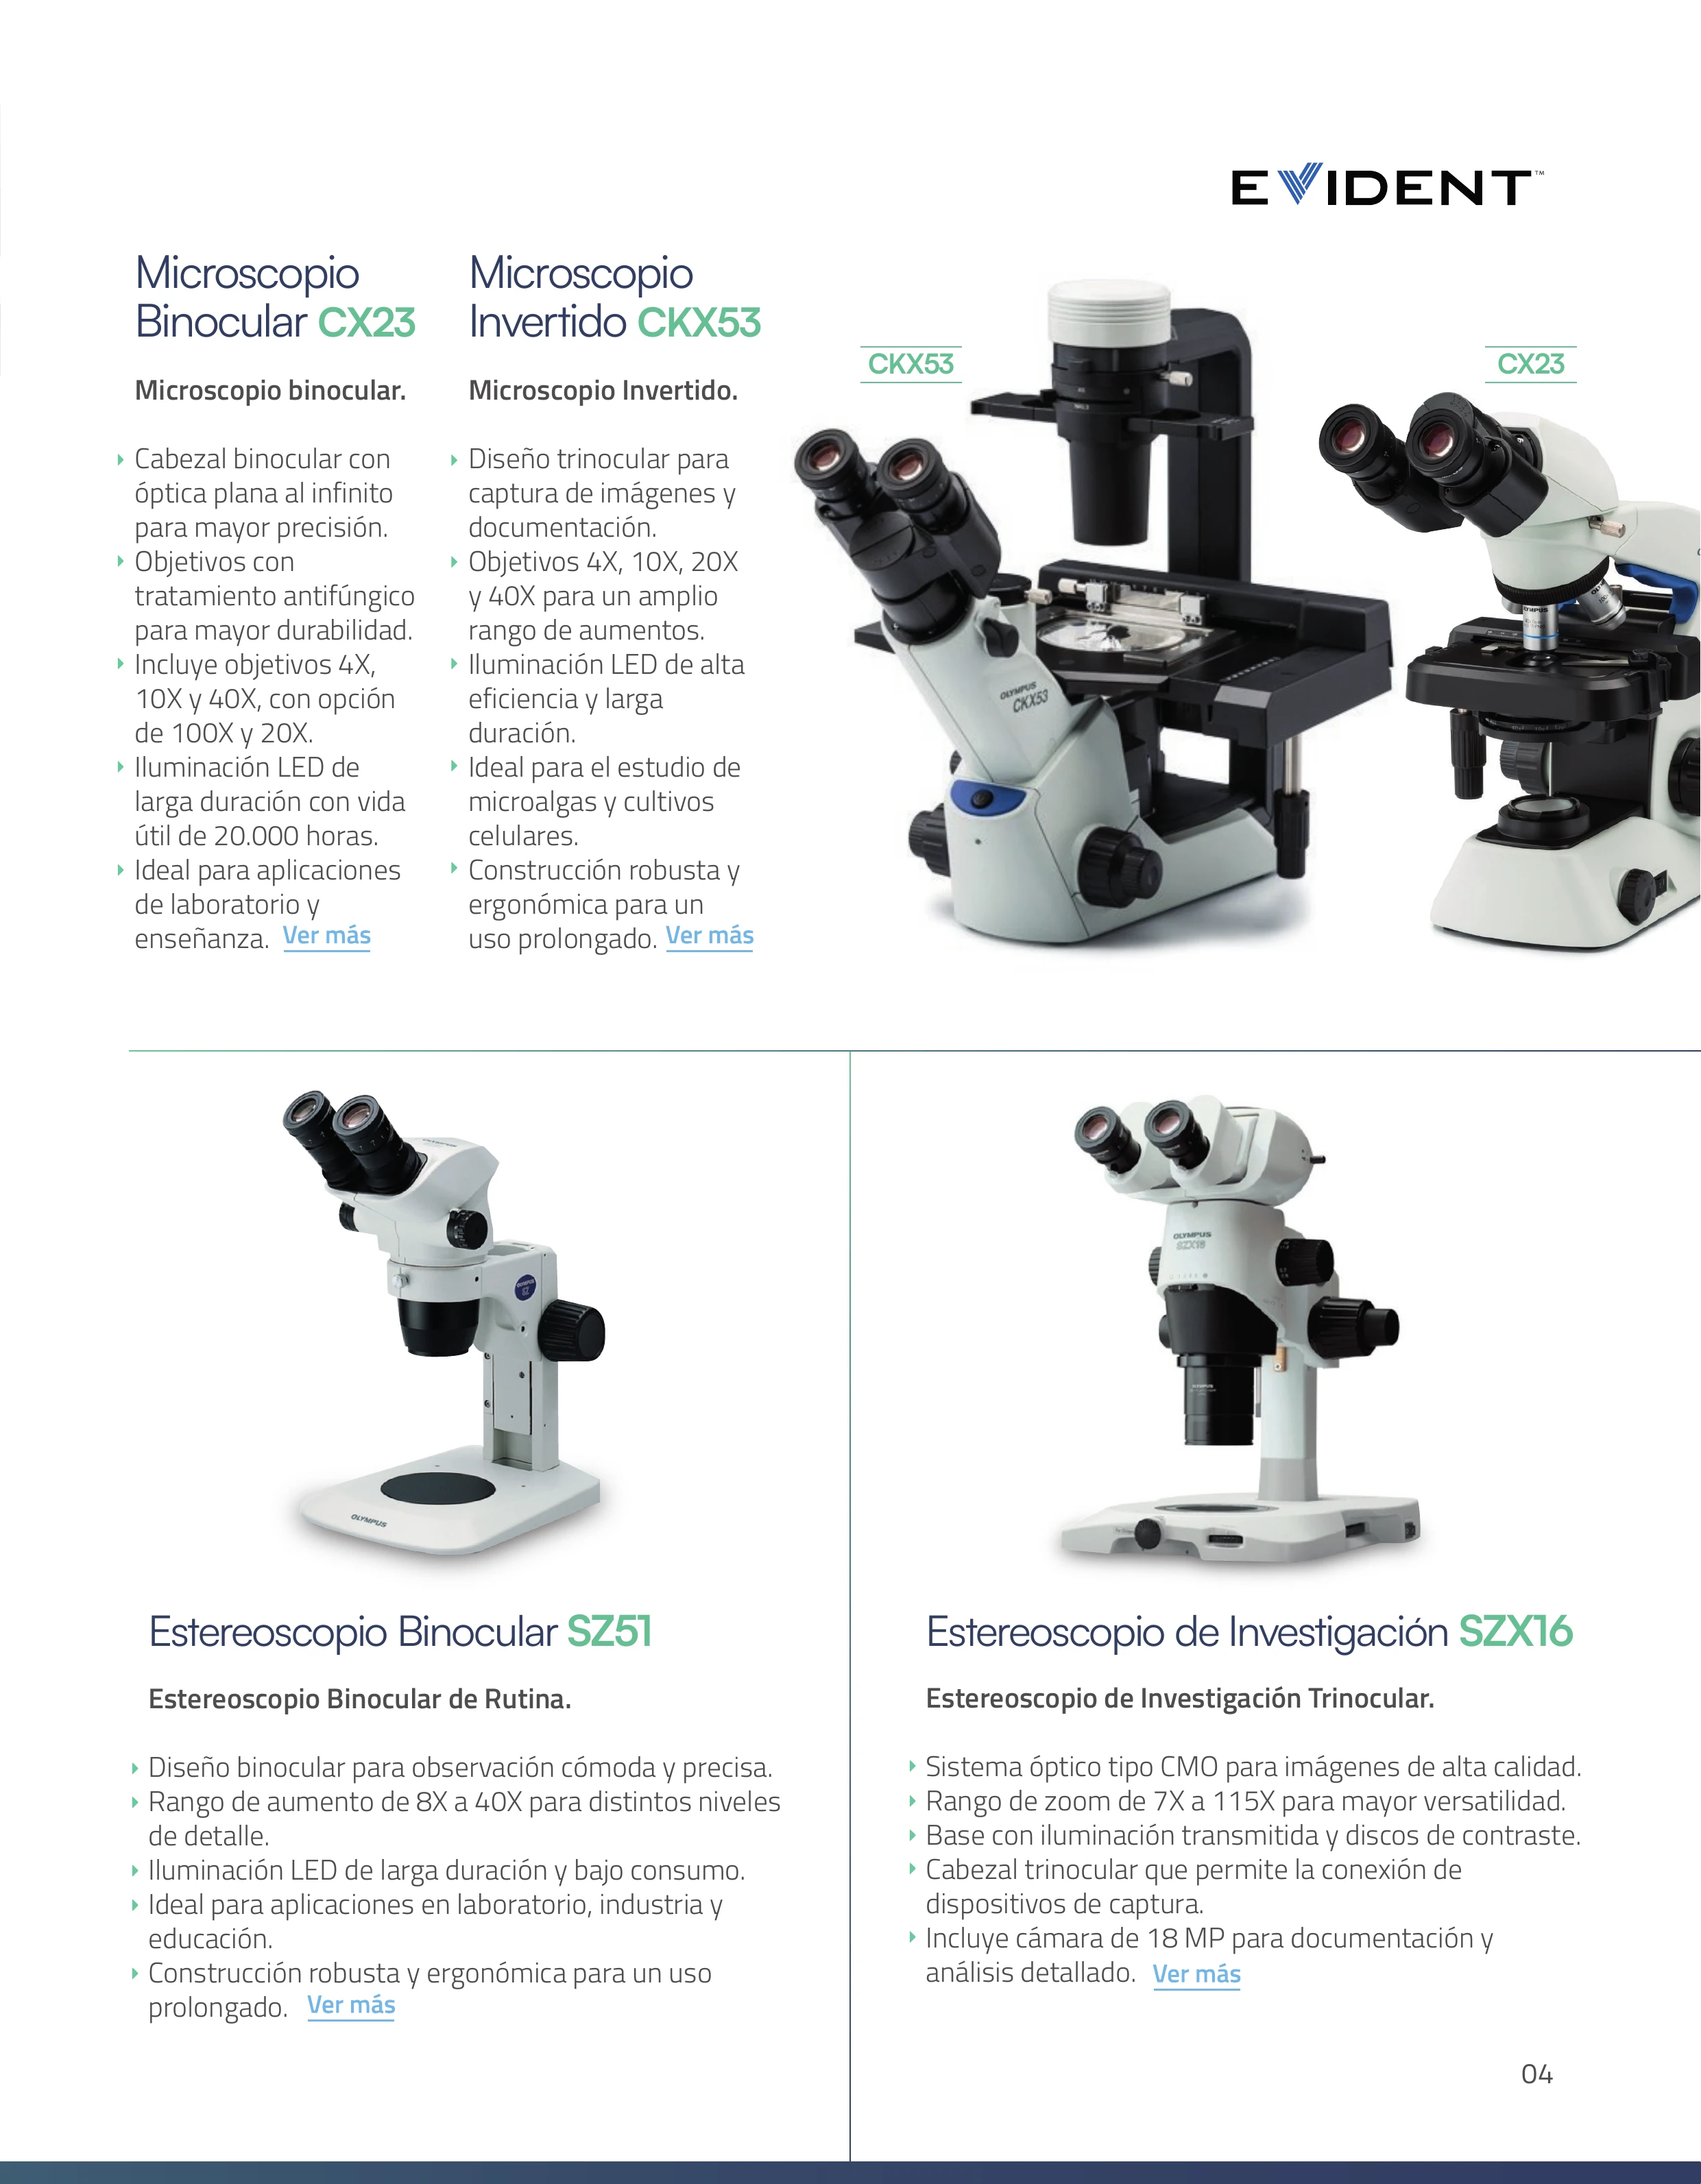 EVIDENT™
Microscopio
Binocular CX23
Microscopio binocular.
Cabezal binocular con
óptica plana al infinito
para mayor precisión.
Objetivos con
tratamiento antifúngico
para mayor durabilidad.
Incluye objetivos 4X,
10X y 40X, con opción
de 100X y 20X.
Iluminación LED de
larga duración con vida
útil de 20.000 horas.
Ideal para aplicaciones
de laboratorio y
enseñanza. Ver más
Microscopio
Invertido CKX53
Microscopio Invertido.
Diseño trinocular para
captura de imágenes y
documentación.
Objetivos 4X, 10X, 20X
y 40X para un amplio
rango de aumentos.
Iluminación LED de alta
eficiencia y larga
duración.
Ideal para el estudio de
microalgas y cultivos
celulares.
Construcción robusta y
ergonómica para un
uso prolongado. Ver más
CKX53
OLYMPUS
CKX53
CX23
OLYMPUS
SZ
OLYMPUS
Estereoscopio Binocular SZ51
Estereoscopio Binocular de Rutina.
Diseño binocular para observación cómoda y precisa.
Rango de aumento de 8X a 40X para distintos niveles
de detalle.
Iluminación LED de larga duración y bajo consumo.
Ideal para aplicaciones en laboratorio, industria y
educación.
Construcción robusta y ergonómica para un uso
prolongado. Ver más
OLYMPUS
SZX16
Estereoscopio de Investigación SZX16
Estereoscopio de Investigación Trinocular.
Sistema óptico tipo CMO para imágenes de alta calidad.
Rango de zoom de 7X a 115X para mayor versatilidad.
Base con iluminación transmitida y discos de contraste.
Cabezal trinocular que permite la conexión de
dispositivos de captura.
Incluye cámara de 18 MP para documentación y
análisis detallado. Ver más
04